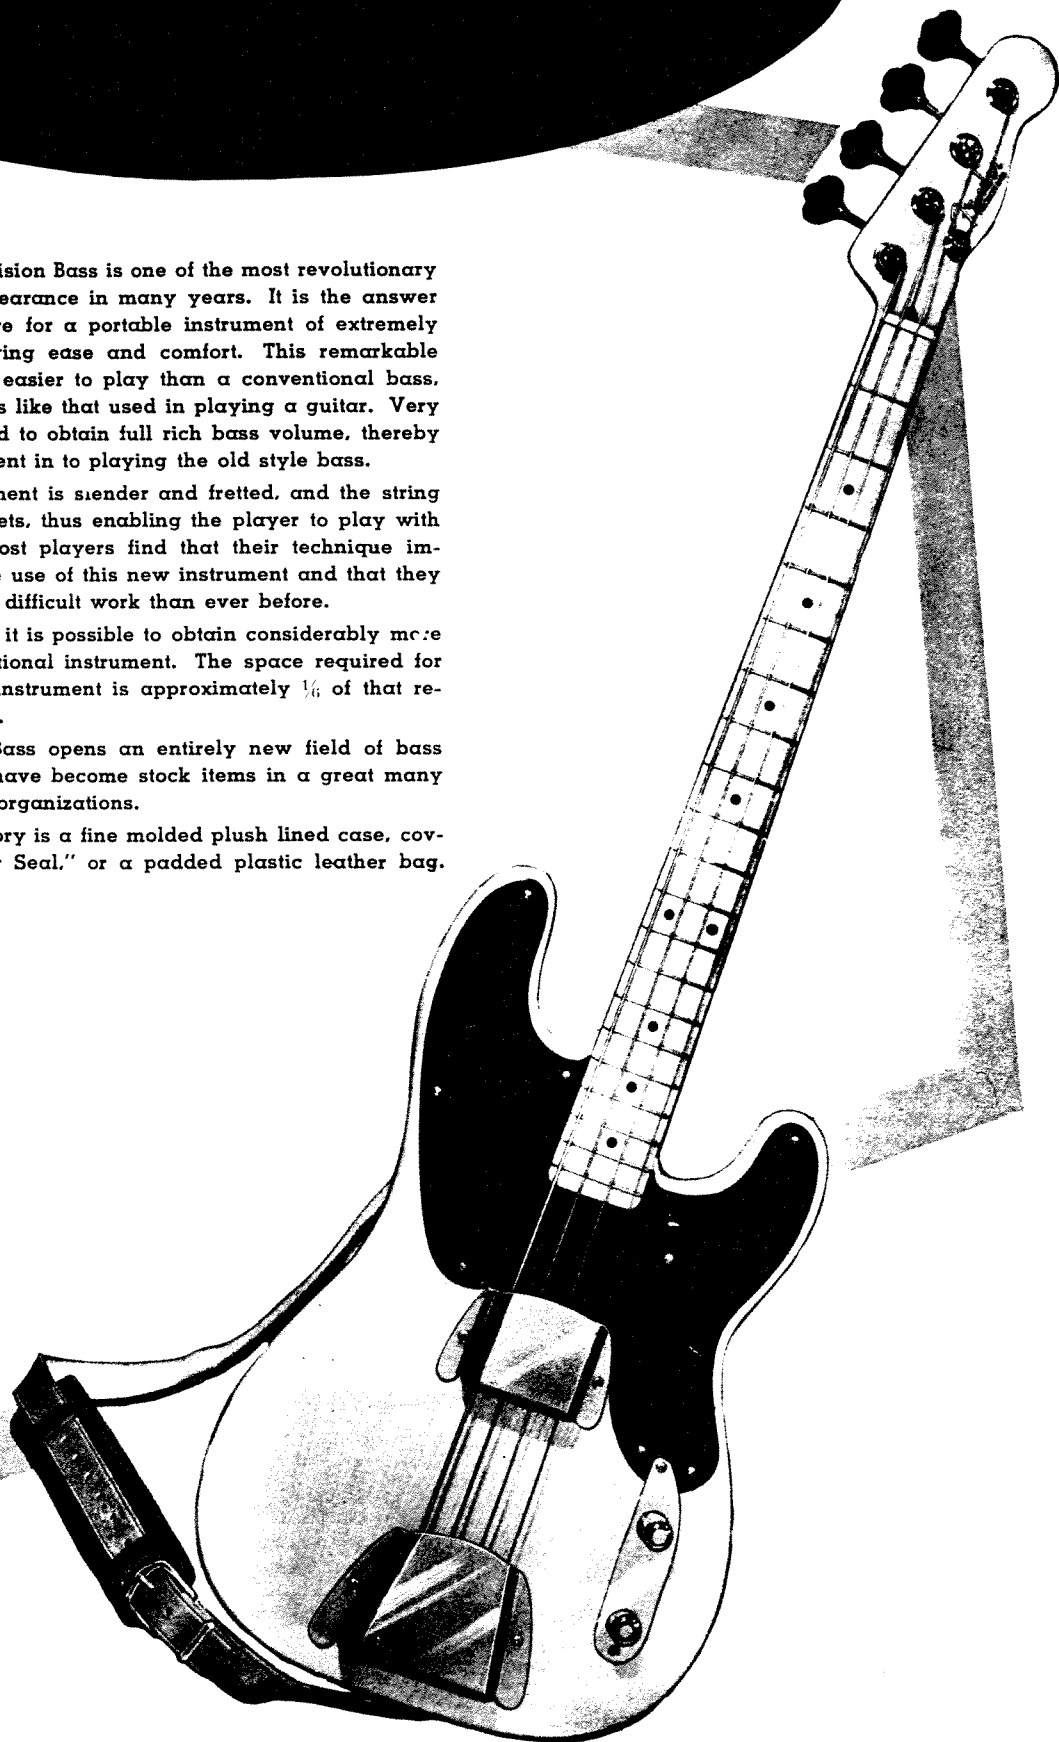 ision Bass is one of the most revolutionary
earance in many years. It is the answer
e for a portable instrument of extremely
ring ease and comfort. This remarkable
easier to play than a conventional bass,
s like that used in playing a guitar. Very
d to obtain full rich bass volume, thereby
ent in to playing the old style bass.
nent is slender and fretted, and the string
ets, thus enabling the player to play with
ost players find that their technique im-
e use of this new instrument and that they
difficult work than ever before.
it is possible to obtain considerably more
tional instrument. The space required for
instrument is approximately ⅙ of that re-
.
Bass opens an entirely new field of bass
have become stock items in a great many
organizations.
ory is a fine molded plush lined case, cov-
r Seal," or a padded plastic leather bag.